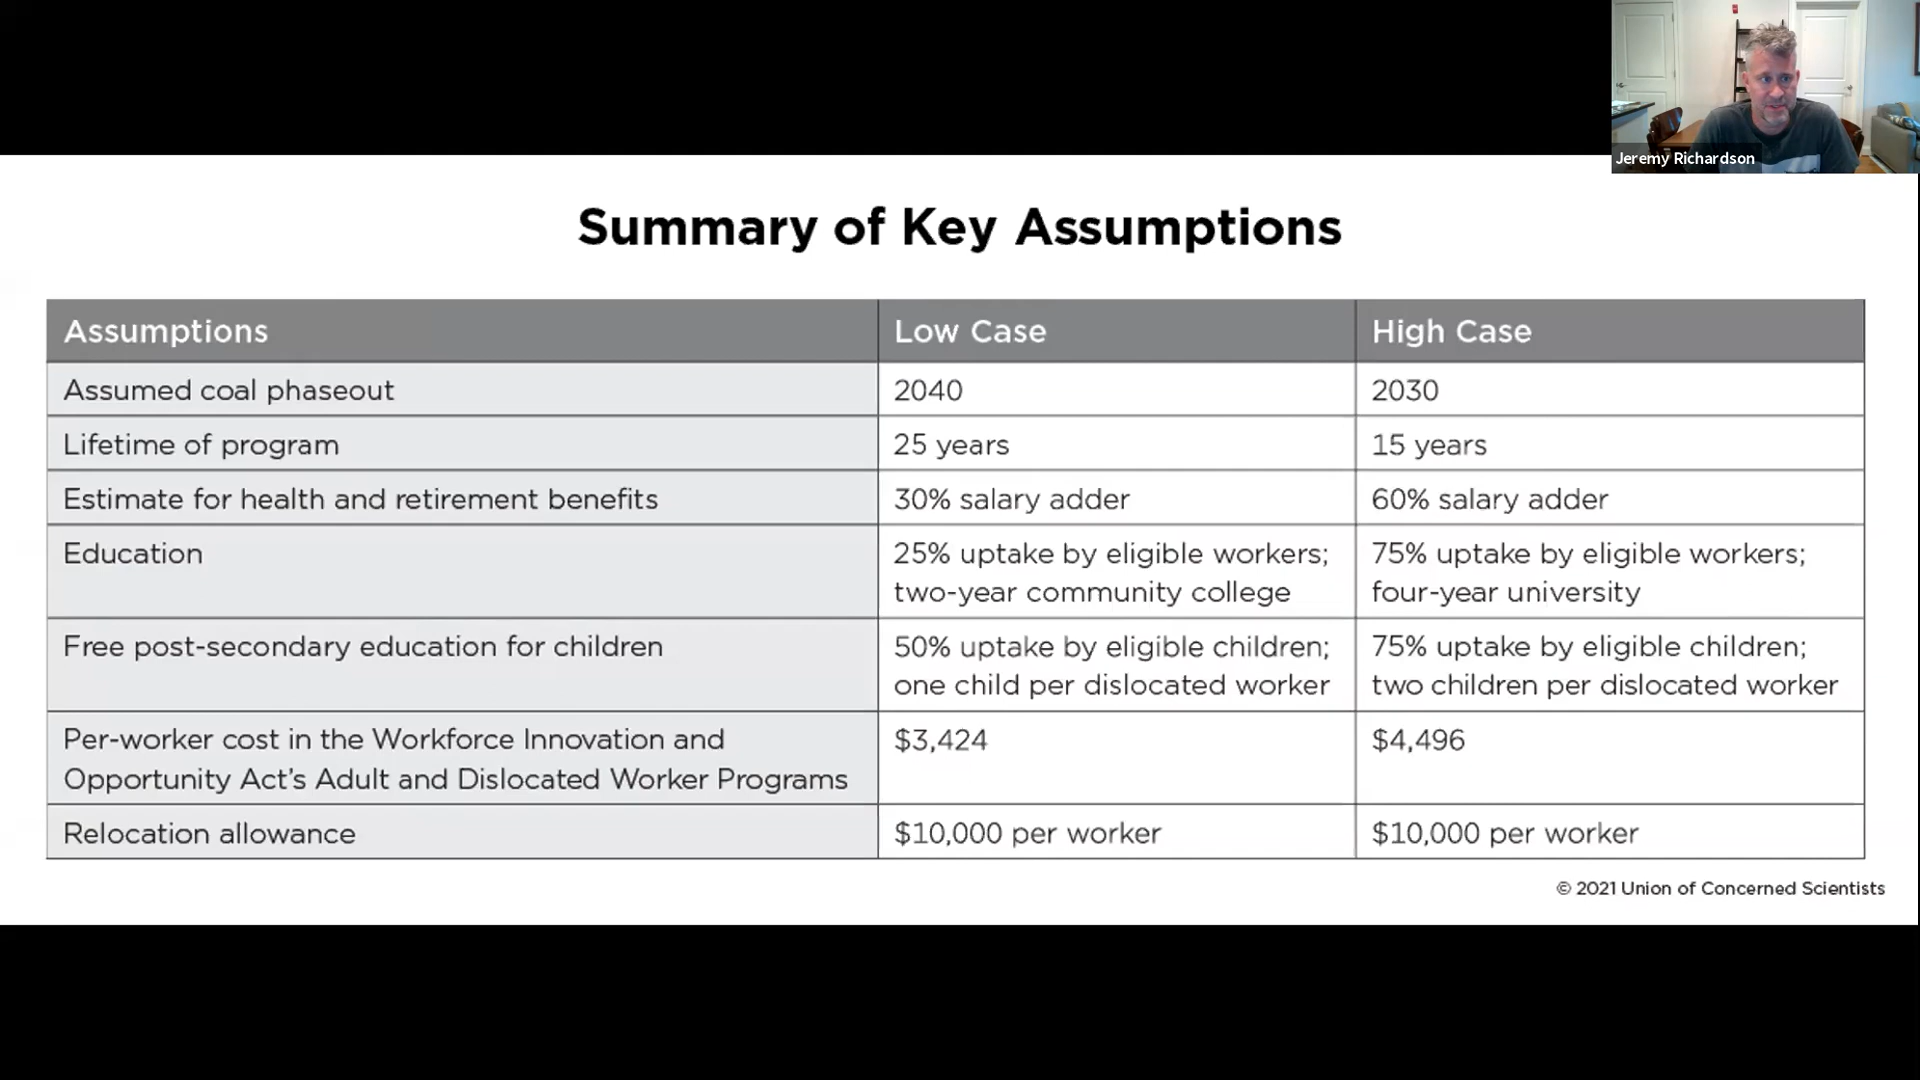 Jeremy Richardson
Summary of Key Assumptions
Assumptions
Low Case
High Case
Assumed coal phaseout
2040
2030
Lifetime of program
25 years
15 years
Estimate for health and retirement benefits
30% salary adder
60% salary adder
Education
25% uptake by eligible workers;
two-year community college
75% uptake by eligible workers;
four-year university
Free post-secondary education for children
50% uptake by eligible children;
one child per dislocated worker
75% uptake by eligible children;
two children per dislocated worker
Per-worker cost in the Workforce Innovation and
Opportunity Act’s Adult and Dislocated Worker Programs
$3,424
$4,496
Relocation allowance
$10,000 per worker
$10,000 per worker
© 2021 Union of Concerned Scientists